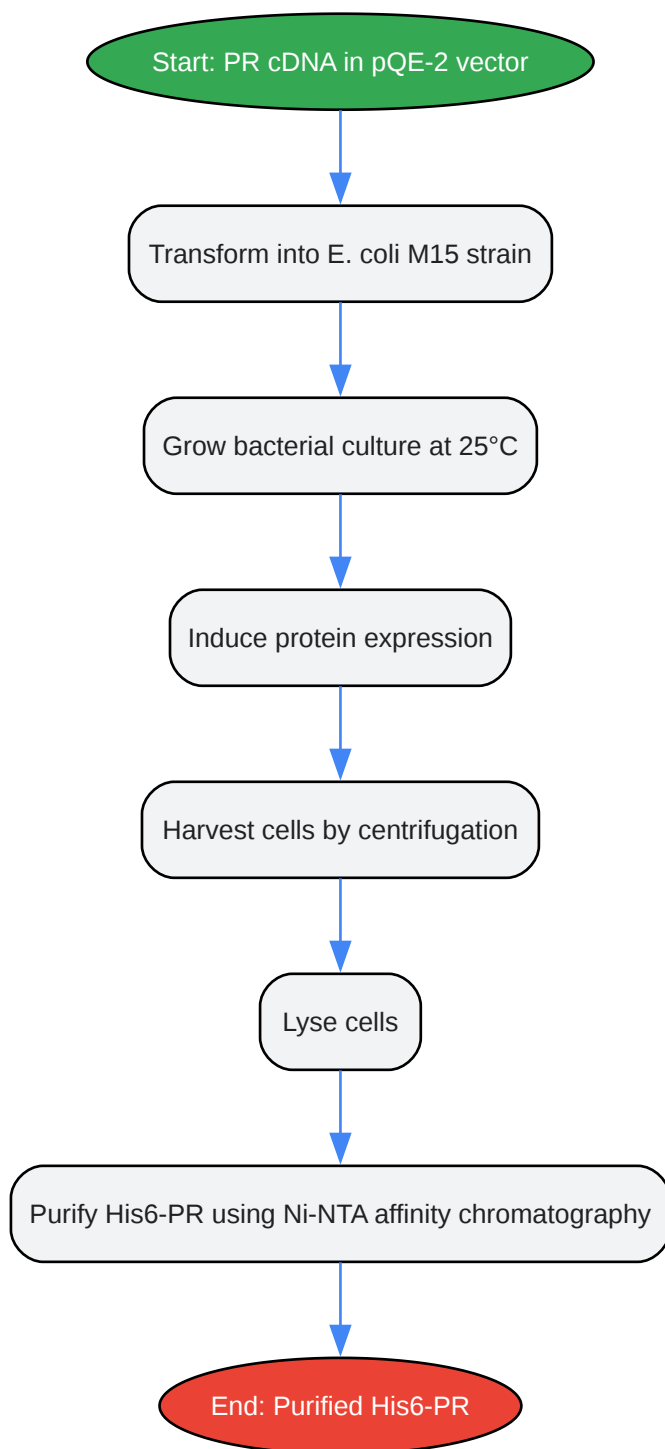 Start: PR cDNA in pQE-2 vector
Transform into E. coli M15 strain
Grow bacterial culture at 25°C
Induce protein expression
Harvest cells by centrifugation
Lyse cells
Purify His6-PR using Ni-NTA affinity chromatography
End: Purified His6-PR